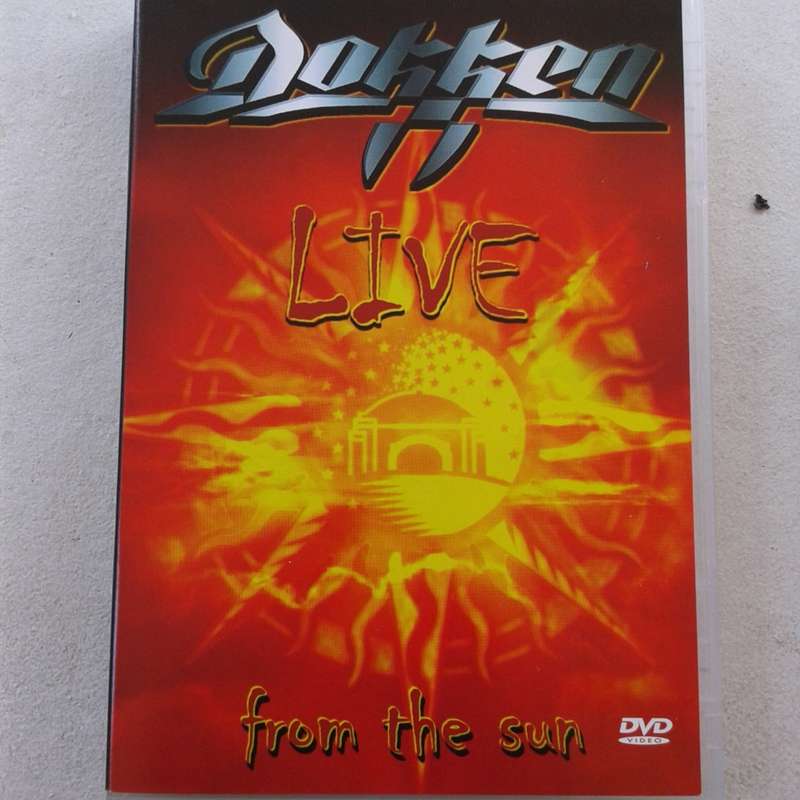 Dokken
LIVE
from the sun
DVD
VIDEO